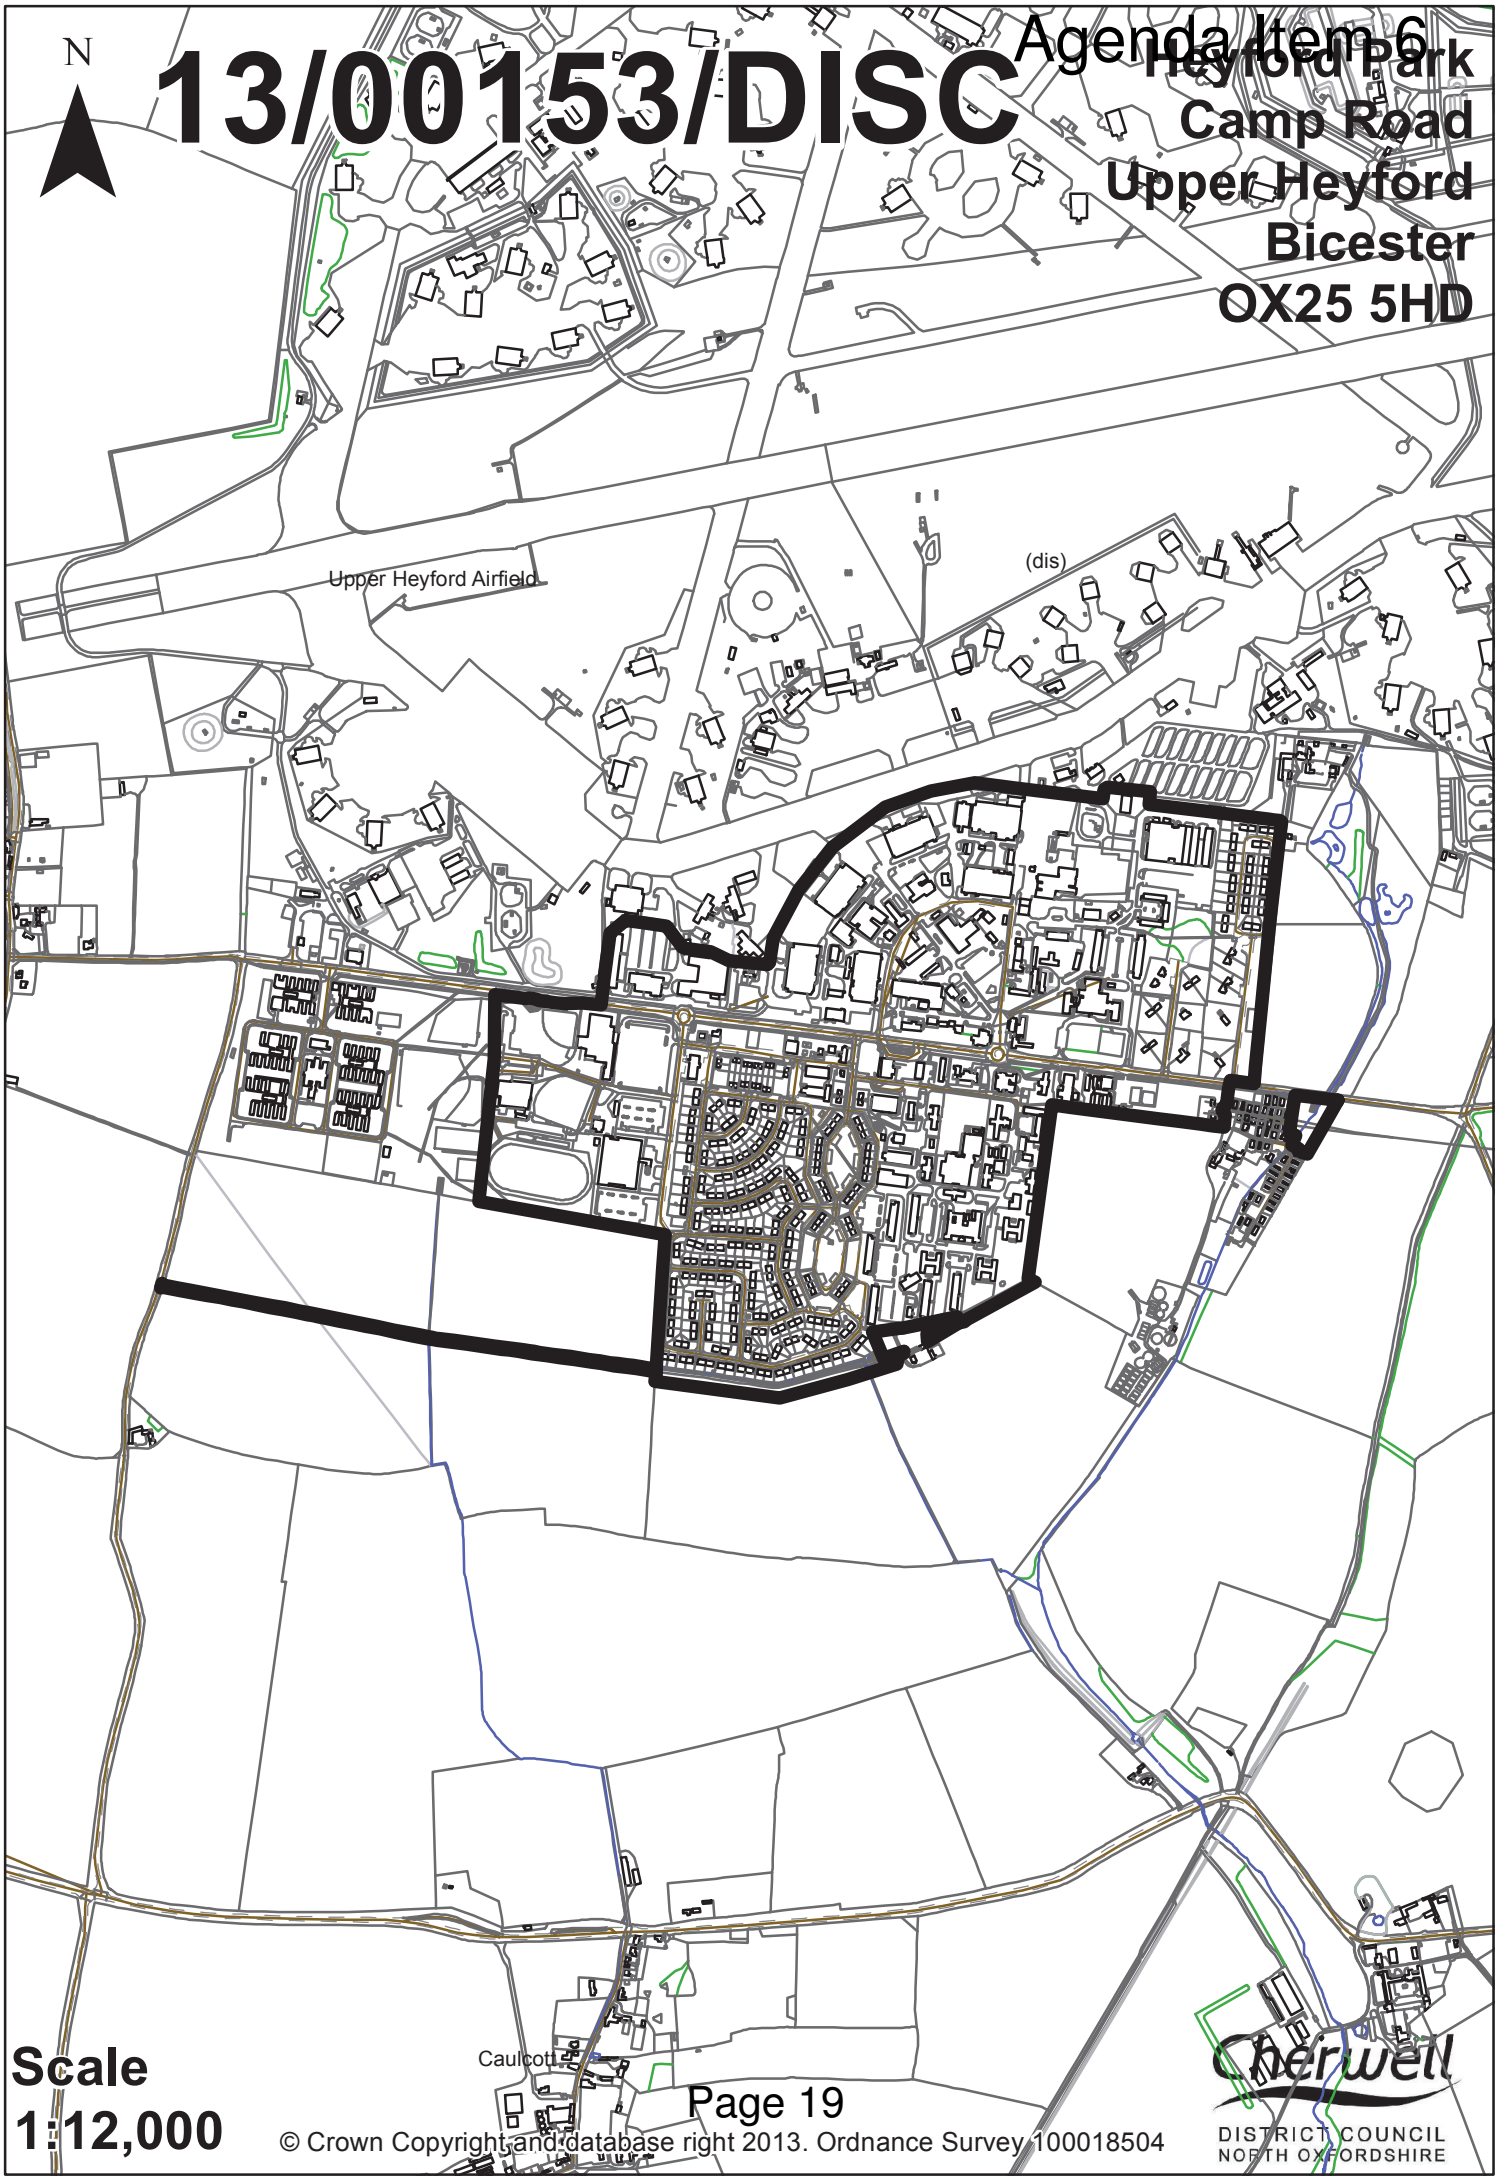 Agenda Item 6
N
13/00153/DISC
Heyford Park
Camp Road
Upper Heyford
Bicester
OX25 5HD
(dis)
Upper Heyford Airfield
Caulcott
Scale
1:12,000
Page 19
© Crown Copyright and database right 2013. Ordnance Survey 100018504
Cherwell
DISTRICT COUNCIL
NORTH OXFORDSHIRE